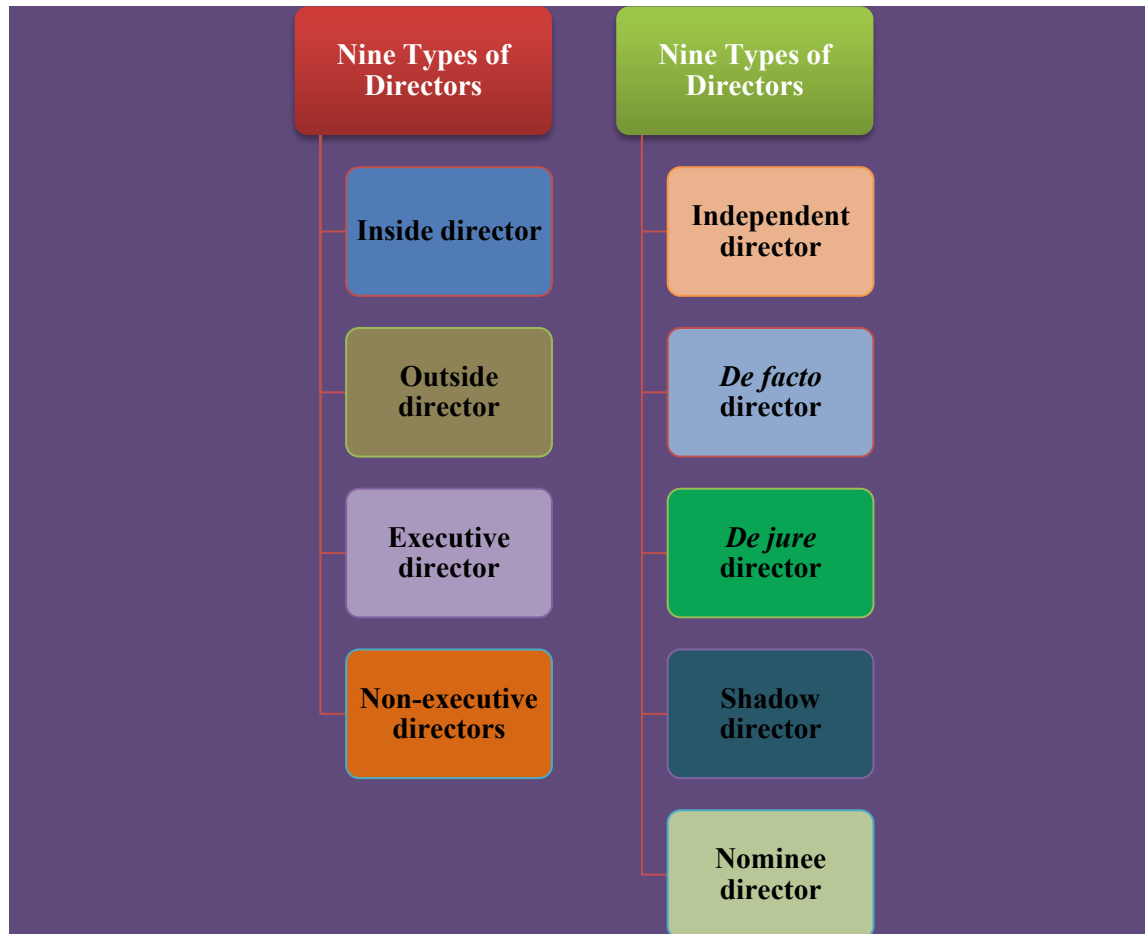 Nine Types of
Directors
Inside director
Outside
director
Executive
director
Non-executive
directors
Nine Types of
Directors
Independent
director
De facto
director
De jure
director
Shadow
director
Nominee
director